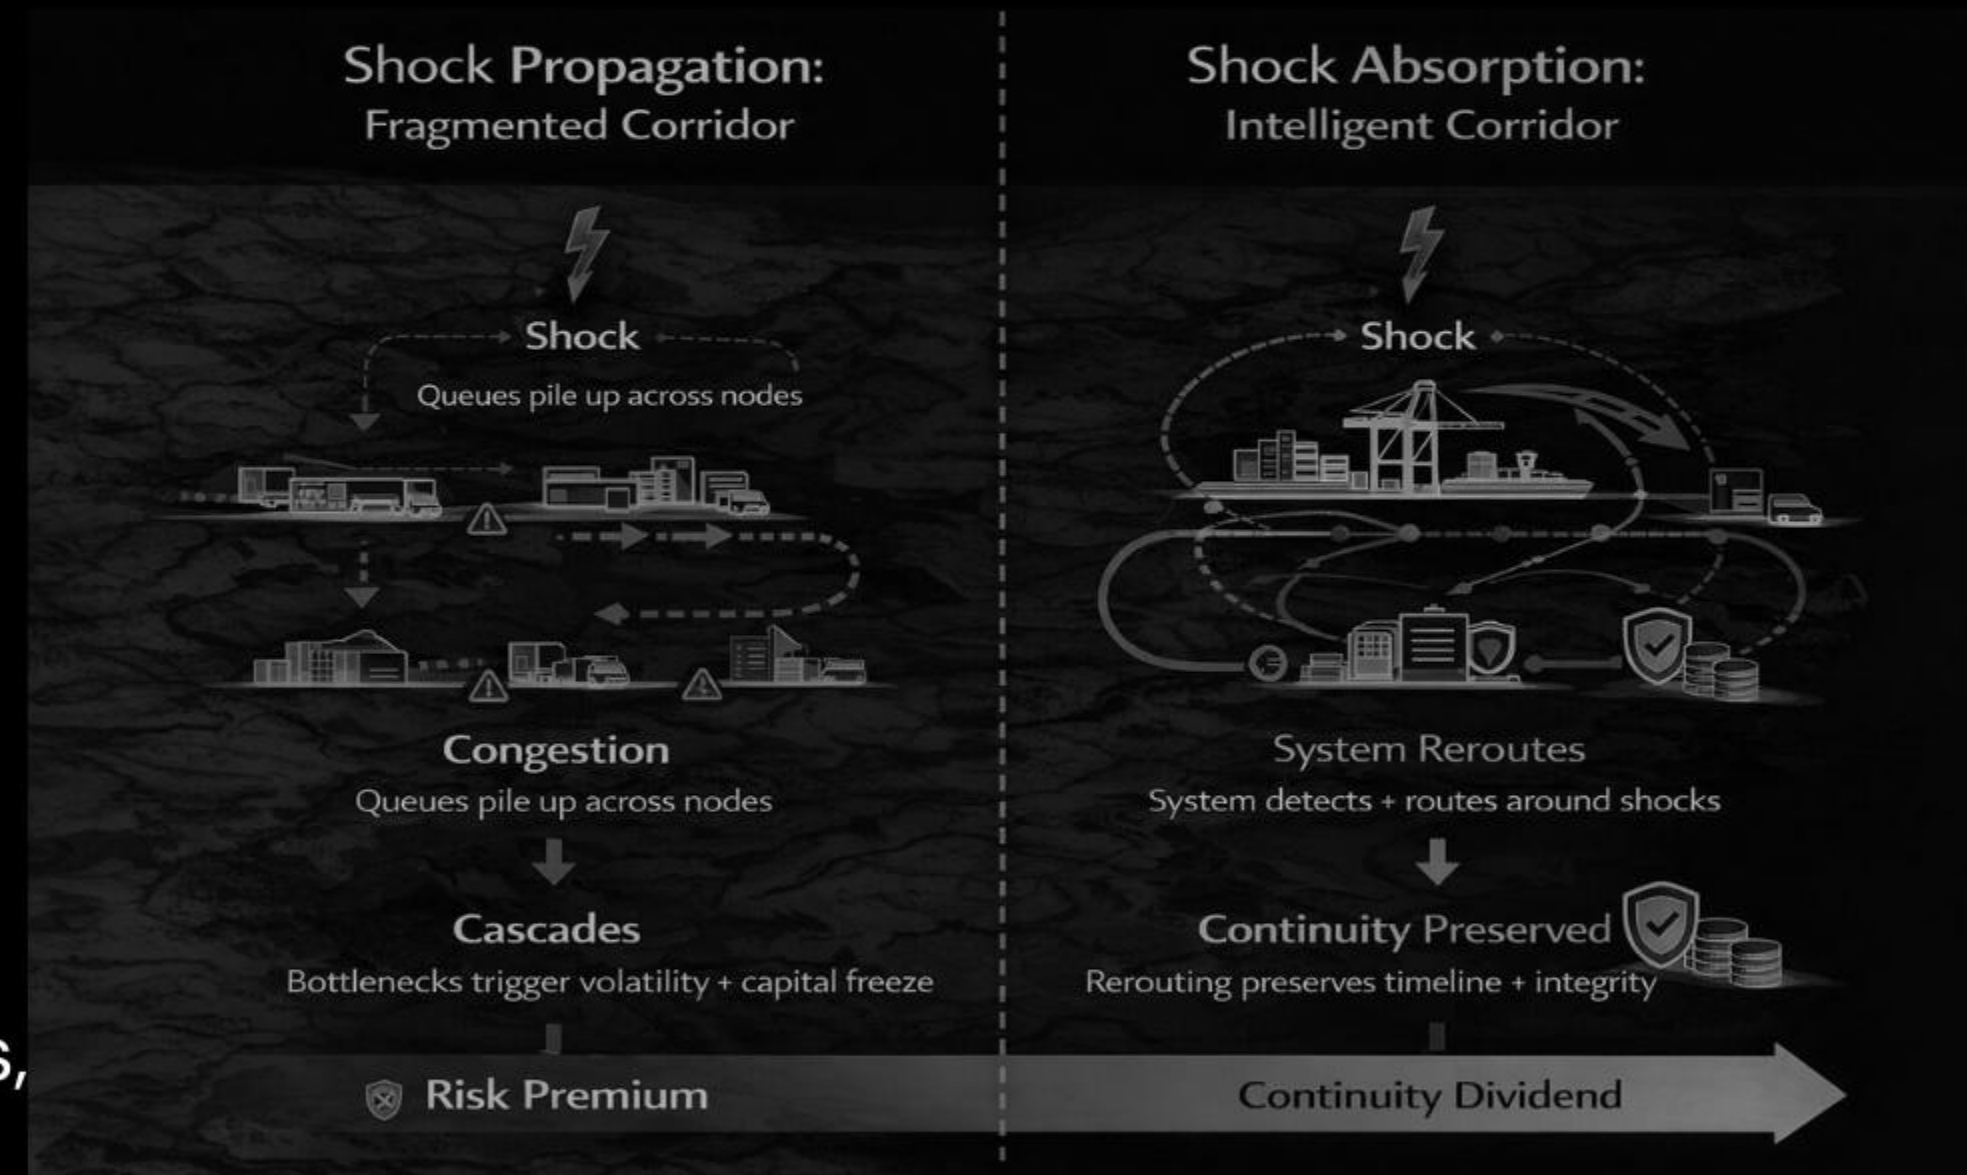 Shock Propagation:
Fragmented Corridor
Shock
Queues pile up across nodes
Congestion
Queues pile up across nodes
Cascades
Bottlenecks trigger volatility + capital freeze
Risk Premium
Shock Absorption:
Intelligent Corridor
Shock
System Reroutes
System detects + routes around shocks
Continuity Preserved
Rerouting preserves timeline + integrity
Continuity Dividend
s,